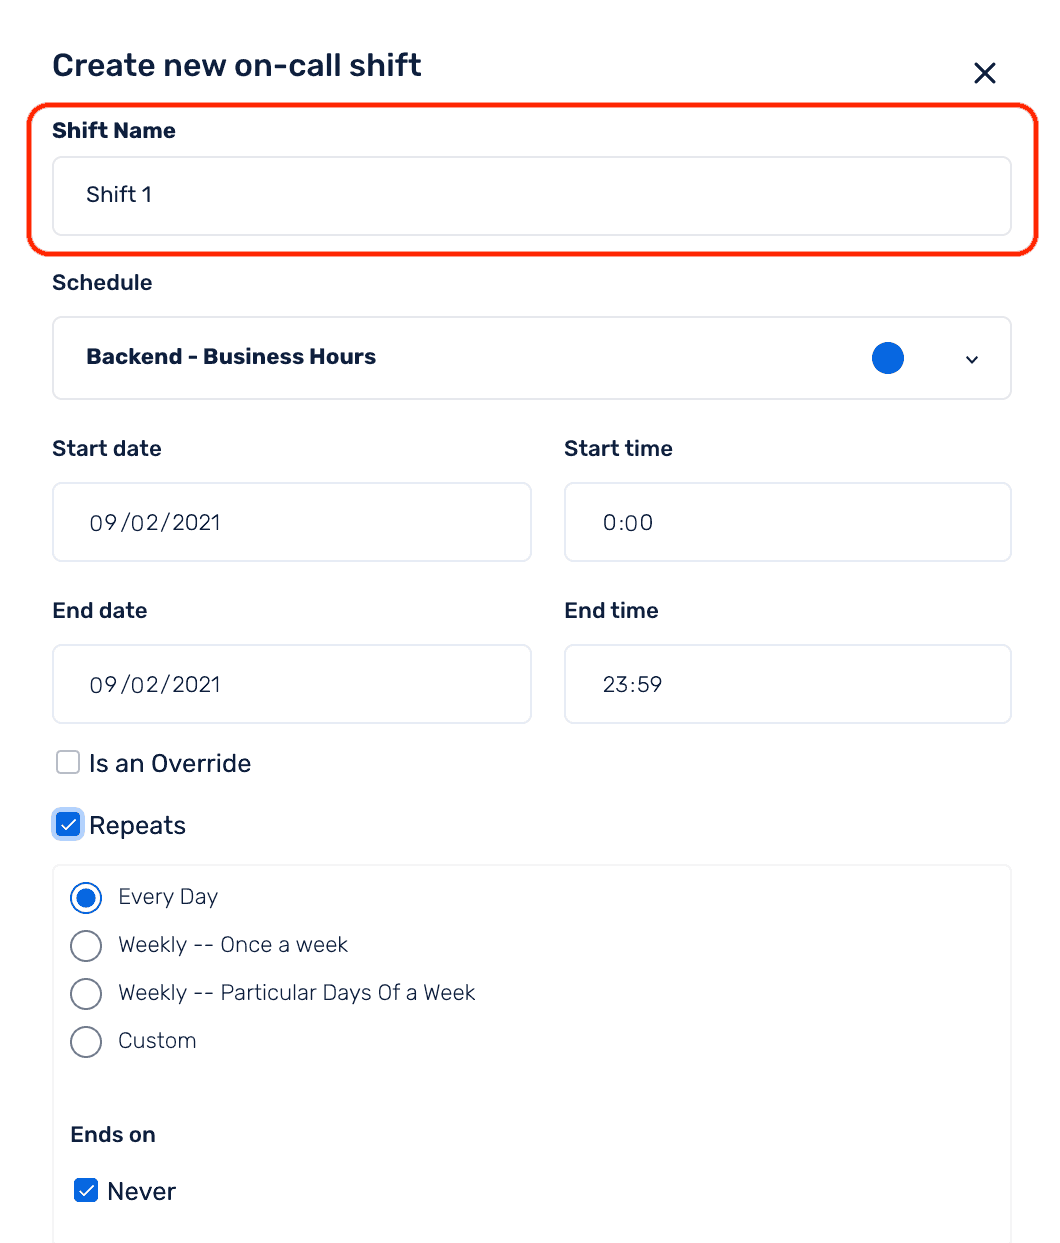 Create new on-call shift
Shift Name
Shift 1
Schedule
Backend - Business Hours
Start date
Start time
09/02/2021
0:00
End date
End time
09/02/2021
23:59
Is an Override
Repeats
Every Day
Weekly -- Once a week
Weekly -- Particular Days Of a Week
Custom
Ends on
Never